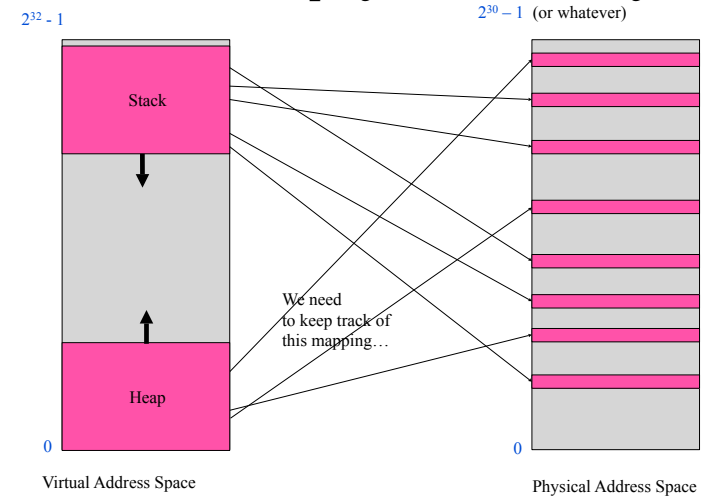 2³² - 1
2³⁰ – 1 (or whatever)
Stack
We need
to keep track of
this mapping…
Heap
0
0
Virtual Address Space
Physical Address Space